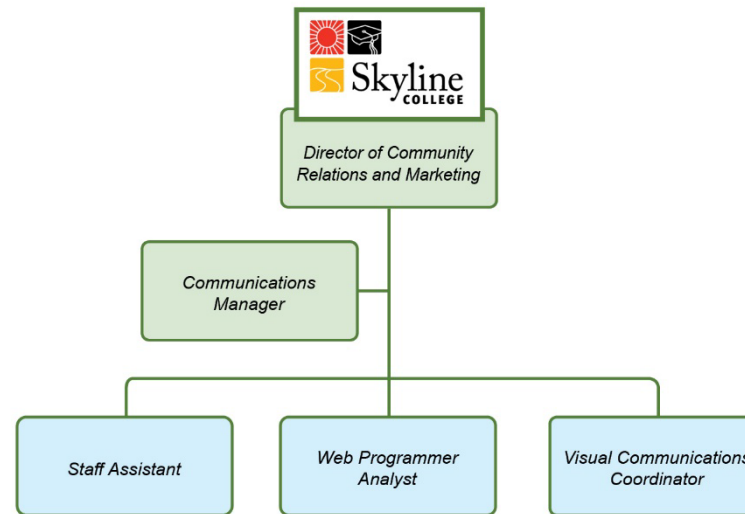 Skyline
COLLEGE
Director of Community
Relations and Marketing
Communications
Manager
Staff Assistant
Web Programmer
Analyst
Visual Communications
Coordinator